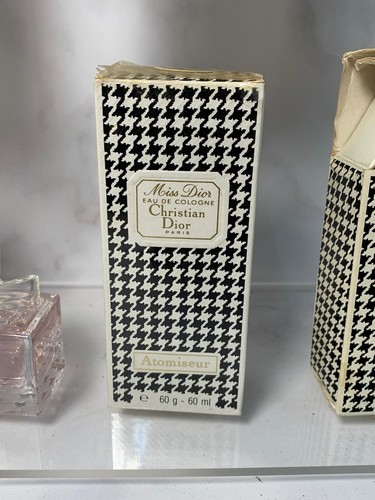 Miss Dior
EAU DE COLOGNE
Christian
Dior
PARIS
Atomiseur
℮ 60 g - 60 ml